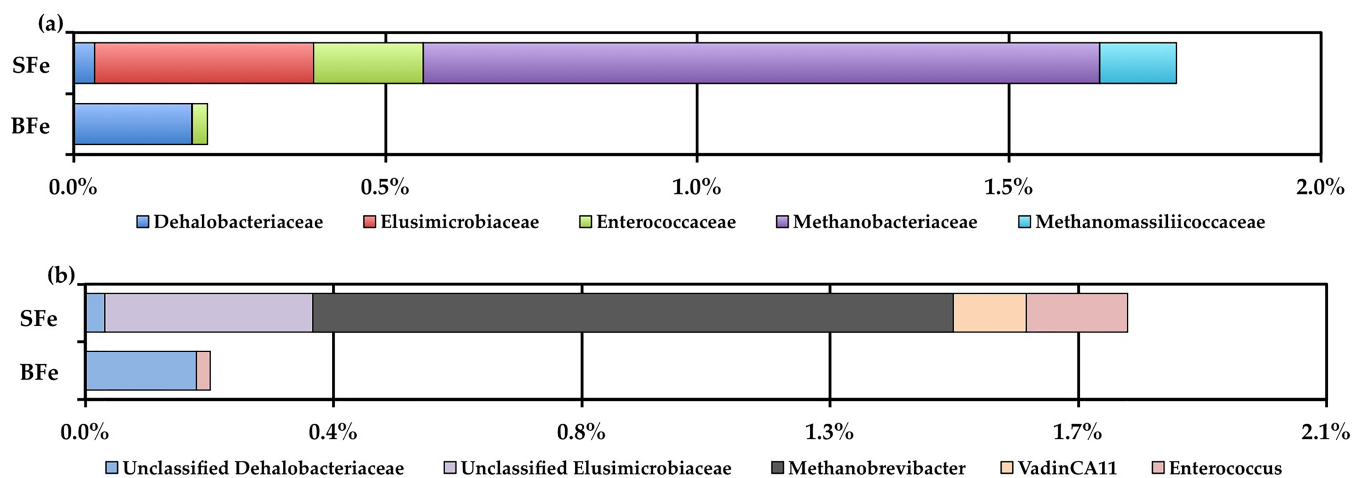 (a)
SFe
BFe
0.0% 0.5% 1.0% 1.5% 2.0%
Dehalobacteriaceae Elusimicrobiaceae Enterococcaceae Methanobacteriaceae Methanomassiliicoccaceae
(b)
SFe
BFe
0.0% 0.4% 0.8% 1.3% 1.7% 2.1%
Unclassified Dehalobacteriaceae Unclassified Elusimicrobiaceae Methanobrevibacter VadinCA11 Enterococcus